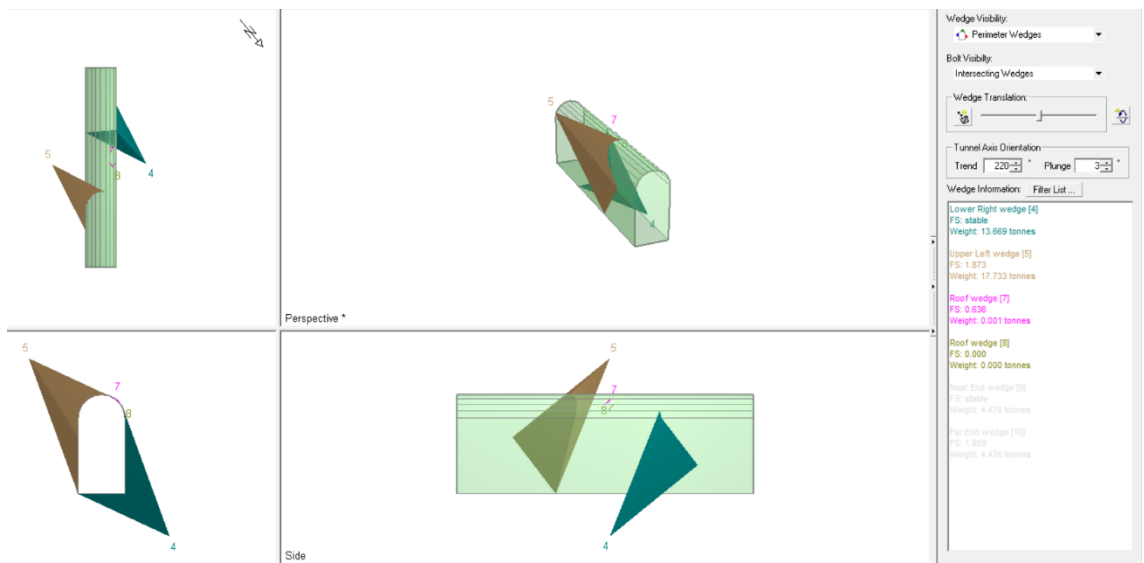 N
5
4
7
8
5
7
4
Perspective *
5
7
8
4
5
7
8
4
Side
Wedge Visibility:
Perimeter Wedges
Bolt Visibilty:
Intersecting Wedges
Wedge Translation:
Tunnel Axis Orientation
Trend 220 ° Plunge 3 °
Wedge Information: Filter List ...
Lower Right wedge [4]
FS: stable
Weight: 13.669 tonnes
Upper Left wedge [5]
FS: 1.873
Weight: 17.733 tonnes
Roof wedge [7]
FS: 0.636
Weight: 0.001 tonnes
Roof wedge [8]
FS: 0.000
Weight: 0.000 tonnes
Near End wedge [9]
FS: stable
Weight: 4.476 tonnes
Far End wedge [10]
FS: 1.958
Weight: 4.476 tonnes